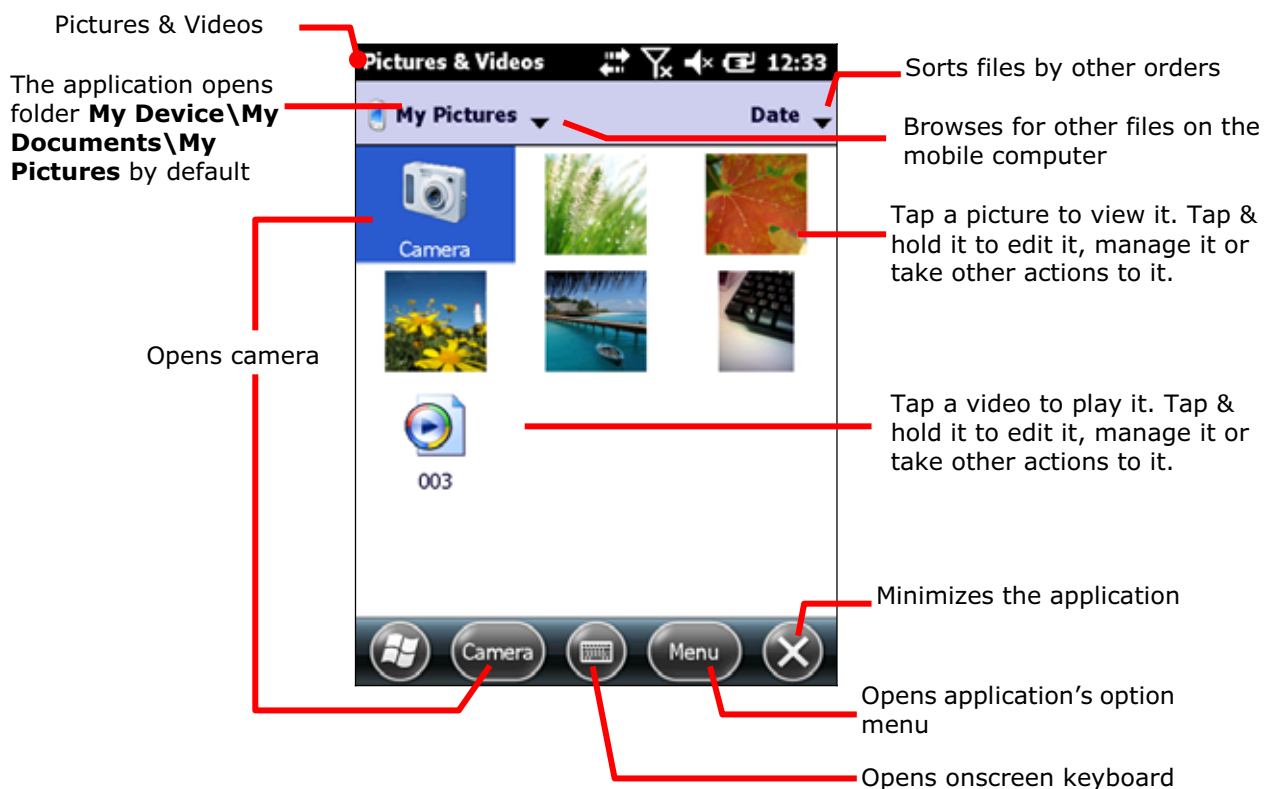 Pictures & Videos
The application opens
folder My Device\My
Documents\My
Pictures by default
Opens camera
Pictures & Videos 12:33
My Pictures Date
Camera
003
Camera Menu
Sorts files by other orders
Browses for other files on the
mobile computer
Tap a picture to view it. Tap &
hold it to edit it, manage it or
take other actions to it.
Tap a video to play it. Tap &
hold it to edit it, manage it or
take other actions to it.
Minimizes the application
Opens application’s option
menu
Opens onscreen keyboard